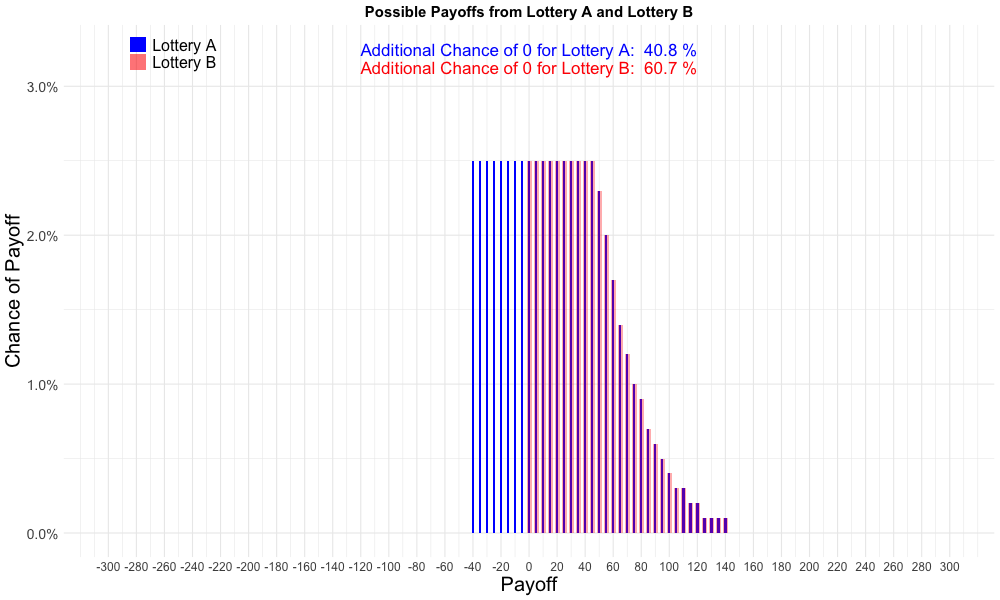 Possible Payoffs from Lottery A and Lottery B
Lottery A
Lottery B
Additional Chance of 0 for Lottery A: 40.8 %
Additional Chance of 0 for Lottery B: 60.7 %
Chance of Payoff
3.0%
2.0%
1.0%
0.0%
-300 -280 -260 -240 -220 -200 -180 -160 -140 -120 -100 -80 -60 -40 -20 0 20 40 60 80 100 120 140 160 180 200 220 240 260 280 300
Payoff